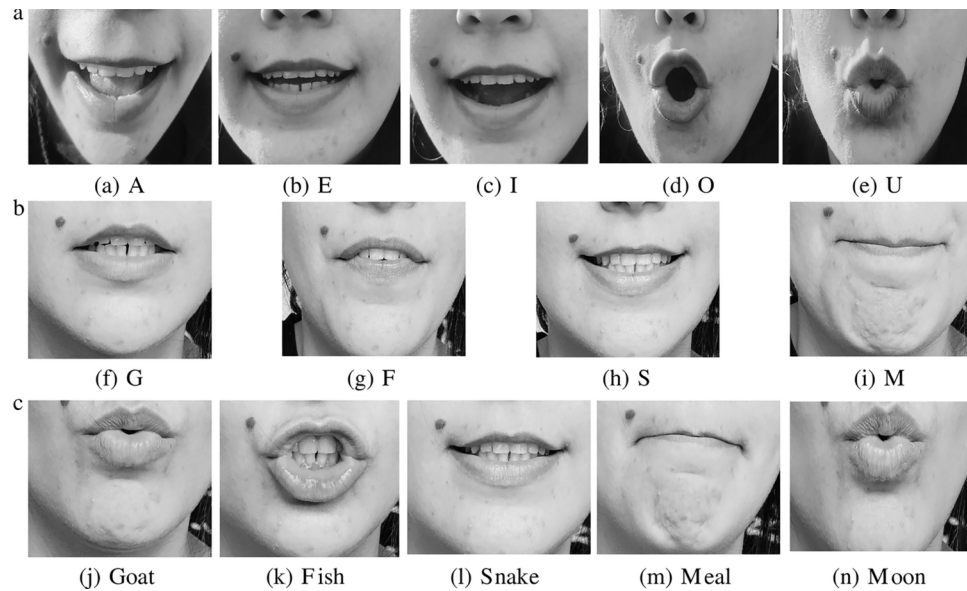 a
(a) A (b) E (c) I (d) O (e) U
b
(f) G (g) F (h) S (i) M
c
(j) Goat (k) Fish (l) Snake (m) Meal (n) Moon